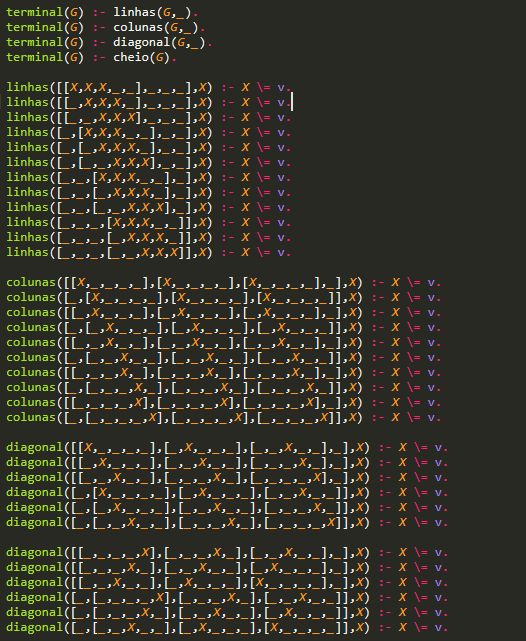 terminal(G) :- linhas(G,_).
terminal(G) :- colunas(G,_).
terminal(G) :- diagonal(G,_).
terminal(G) :- cheio(G).
linhas([[X,X,X,_,_],_,_,_],X) :- X \= v.
linhas([[_,X,X,X,_],_,_,_],X) :- X \= v.
linhas([[_,_,X,X,X],_,_,_],X) :- X \= v.
linhas([_,[X,X,X,_,_],_,_],X) :- X \= v.
linhas([_,[_,X,X,X,_],_,_],X) :- X \= v.
linhas([_,[_,_,X,X,X],_,_],X) :- X \= v.
linhas([_,_,[X,X,X,_,_],_],X) :- X \= v.
linhas([_,_,[_,X,X,X,_],_],X) :- X \= v.
linhas([_,_,[_,_,X,X,X],_],X) :- X \= v.
linhas([_,_,_,[X,X,X,_,_]],X) :- X \= v.
linhas([_,_,_,[_,X,X,X,_]],X) :- X \= v.
linhas([_,_,_,[_,_,X,X,X]],X) :- X \= v.
colunas([[X,_,_,_,_],[X,_,_,_,_],[X,_,_,_,_],_],X) :- X \= v.
colunas([_,[X,_,_,_,_],[X,_,_,_,_],[X,_,_,_,_]],X) :- X \= v.
colunas([[_,X,_,_,_],[_,X,_,_,_],[_,X,_,_,_],_],X) :- X \= v.
colunas([_,[_,X,_,_,_],[_,X,_,_,_],[_,X,_,_,_]],X) :- X \= v.
colunas([[_,_,X,_,_],[_,_,X,_,_],[_,_,X,_,_],_],X) :- X \= v.
colunas([_,[_,_,X,_,_],[_,_,X,_,_],[_,_,X,_,_]],X) :- X \= v.
colunas([[_,_,_,X,_],[_,_,_,X,_],[_,_,_,X,_],_],X) :- X \= v.
colunas([_,[_,_,_,X,_],[_,_,_,X,_],[_,_,_,X,_]],X) :- X \= v.
colunas([[_,_,_,_,X],[_,_,_,_,X],[_,_,_,_,X],_],X) :- X \= v.
colunas([_,[_,_,_,_,X],[_,_,_,_,X],[_,_,_,_,X]],X) :- X \= v.
diagonal([[X,_,_,_,_],[_,X,_,_,_],[_,_,X,_,_],_],X) :- X \= v.
diagonal([[_,X,_,_,_],[_,_,X,_,_],[_,_,_,X,_],_],X) :- X \= v.
diagonal([[_,_,X,_,_],[_,_,_,X,_],[_,_,_,_,X],_],X) :- X \= v.
diagonal([_,[X,_,_,_,_],[_,X,_,_,_],[_,_,X,_,_]],X) :- X \= v.
diagonal([_,[_,X,_,_,_],[_,_,X,_,_],[_,_,_,X,_]],X) :- X \= v.
diagonal([_,[_,_,X,_,_],[_,_,_,X,_],[_,_,_,_,X]],X) :- X \= v.
diagonal([[_,_,_,_,X],[_,_,_,X,_],[_,_,X,_,_],_],X) :- X \= v.
diagonal([[_,_,_,X,_],[_,_,X,_,_],[_,X,_,_,_],_],X) :- X \= v.
diagonal([[_,_,X,_,_],[_,X,_,_,_],[X,_,_,_,_],_],X) :- X \= v.
diagonal([_,[_,_,_,_,X],[_,_,_,X,_],[_,_,X,_,_]],X) :- X \= v.
diagonal([_,[_,_,_,X,_],[_,_,X,_,_],[_,X,_,_,_]],X) :- X \= v.
diagonal([_,[_,_,X,_,_],[_,X,_,_,_],[X,_,_,_,_]],X) :- X \= v.